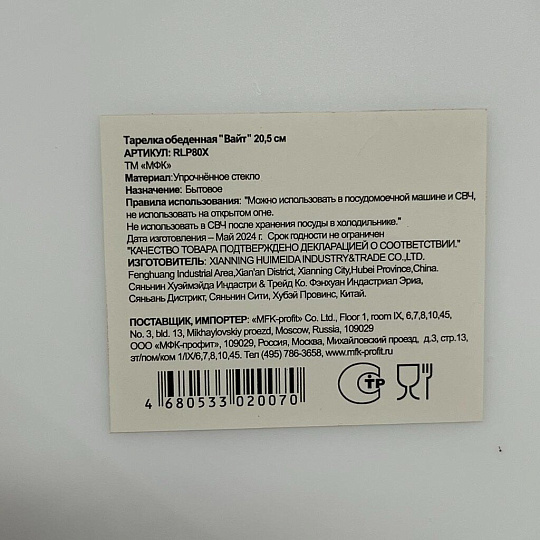 Тарелка обеденная "Вайт" 20,5 см
АРТИКУЛ: RLP80X
ТМ «МФК»
Материал:Упрочнённое стекло
Назначение: Бытовое
Правила использования: "Можно использовать в посудомоечной машине и СВЧ,
не использовать на открытом огне.
Не использовать в СВЧ после хранения посуды в холодильнике."
Дата изготовления – Май 2024 г. Срок годности не ограничен
"КАЧЕСТВО ТОВАРА ПОДТВЕРЖДЕНО ДЕКЛАРАЦИЕЙ О СООТВЕТСТВИИ."
ИЗГОТОВИТЕЛЬ: XIANNING HUIMEIDA INDUSTRY&TRADE CO.,LTD.
Fenghuang Industrial Area,Xian'an District, Xianning City,Hubei Province,China.
Сяньнин Хуэймэйда Индастри & Трейд Ко. Фэнхуан Индастриал Эриа,
Сяньань Дистрикт, Сяньнин Сити, Хубэй Провинс, Китай.
ПОСТАВЩИК, ИМПОРТЕР: «MFK-profit» Co. Ltd., Floor 1, room IX, 6,7,8,10,45,
No. 3, bld. 13, Mikhaylovskiy proezd, Moscow, Russia, 109029
ООО «МФК-профит», 109029, Россия, Москва, Михайловский проезд, д.3, стр.13,
эт/пом/ком 1/IX/6,7,8,10,45. Тел (495) 786-3658, www.mfk-profit.ru
4 680533 020070
СТР